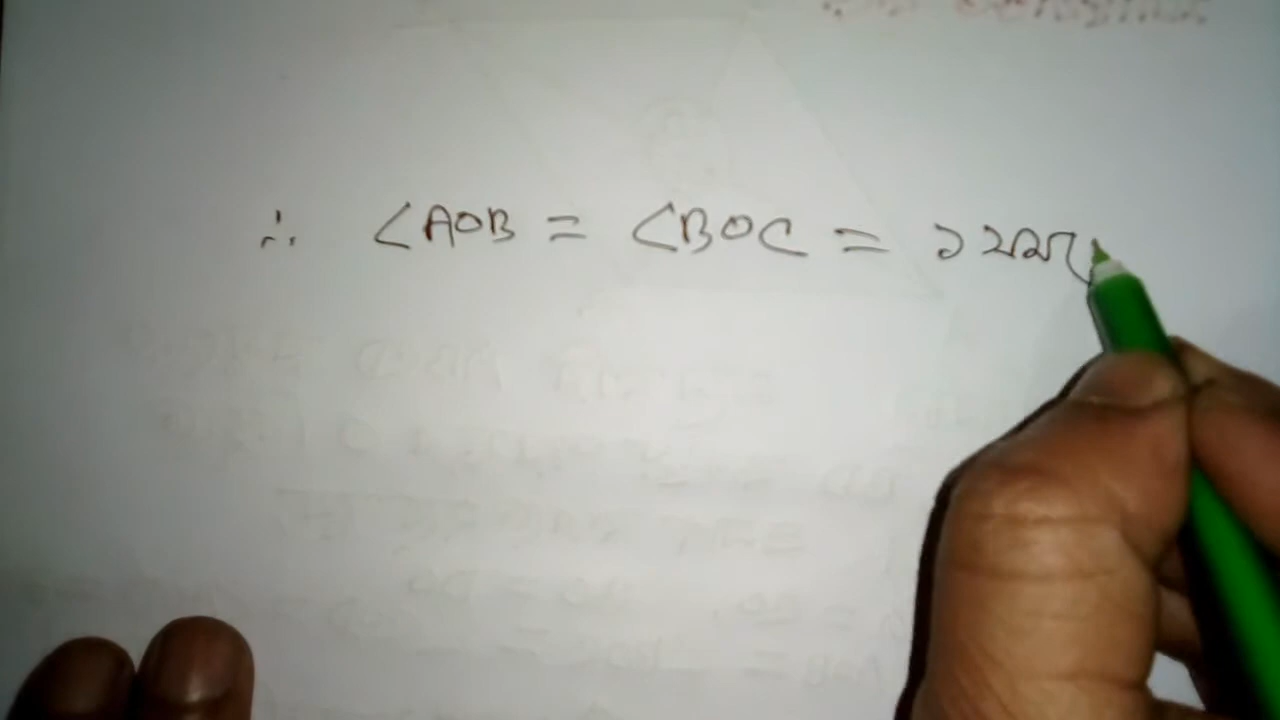 ∴ ∠AOB = ∠BOC = ১ সম